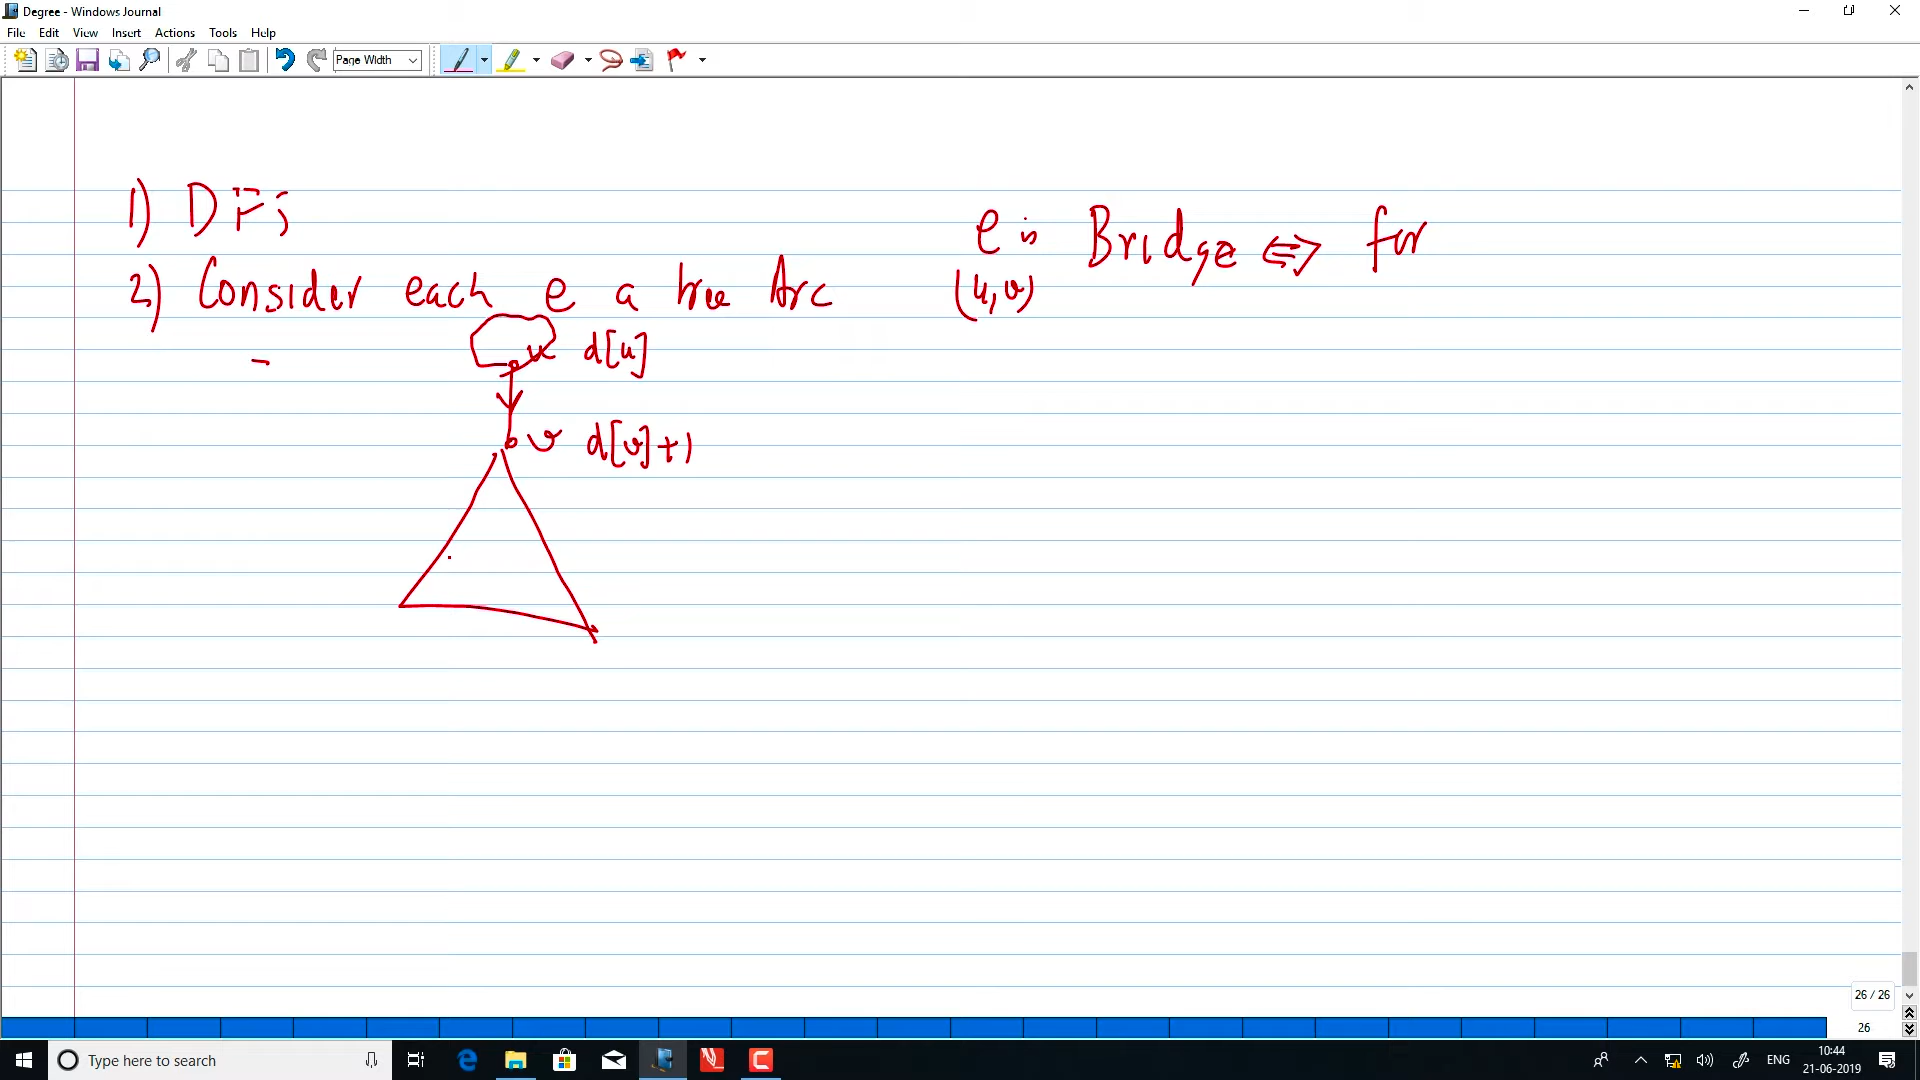 Degree - Windows Journal
File Edit View Insert Actions Tools Help
Page Width
1) DFS
e is Bridge ⇔ for
2) Consider each e a tree Arc
(u,v)
u d[u]
v d[v]+1
26 / 26
26
Type here to search
ENG
10:44
21-06-2019